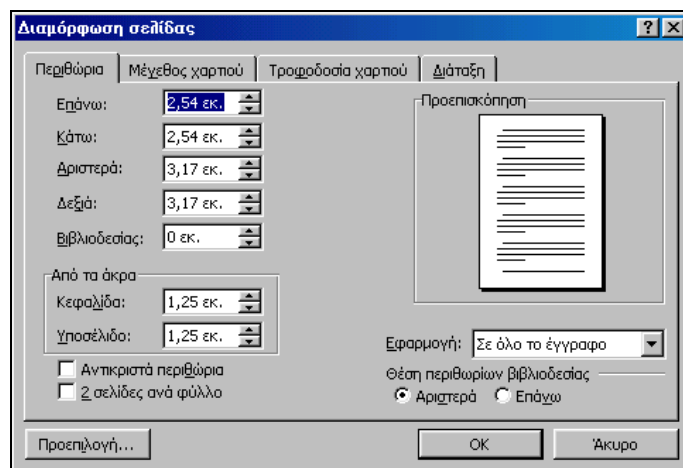 Διαμόρφωση σελίδας
Περιθώρια Μέγεθος χαρτιού Τροφοδοσία χαρτιού Διάταξη
Επάνω: 2,54 εκ.
Κάτω: 2,54 εκ.
Αριστερά: 3,17 εκ.
Δεξιά: 3,17 εκ.
Βιβλιοδεσίας: 0 εκ.
Από τα άκρα
Κεφαλίδα: 1,25 εκ.
Υποσέλιδο: 1,25 εκ.
Αντικριστά περιθώρια
2 σελίδες ανά φύλλο
Προεπισκόπηση
Εφαρμογή: Σε όλο το έγγραφο
Θέση περιθωρίων βιβλιοδεσίας
Αριστερά Επάνω
Προεπιλογή... OK Άκυρο